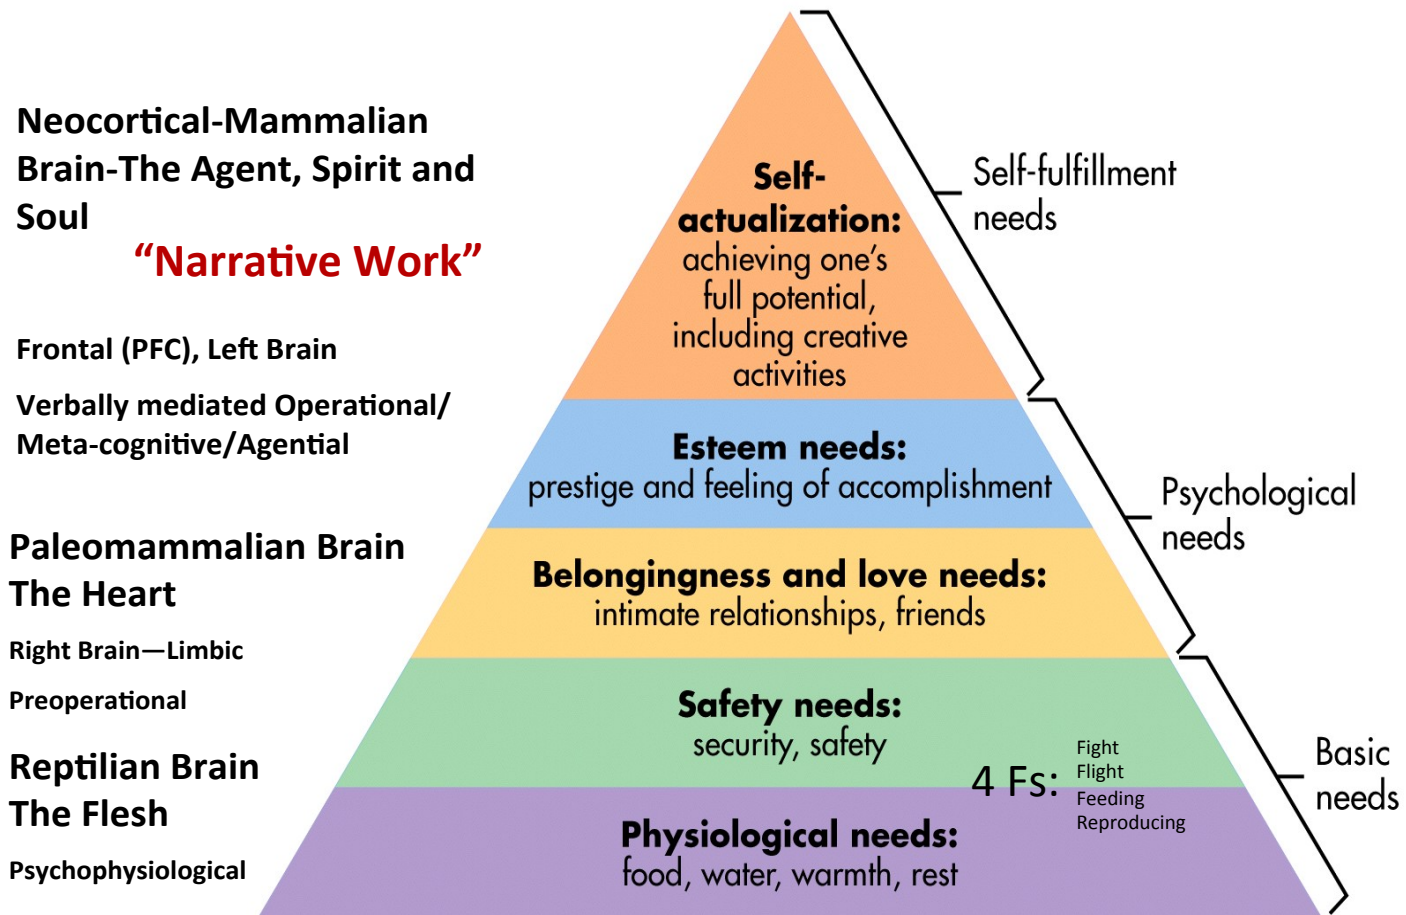 Neocortical-Mammalian
Brain-The Agent, Spirit and
Soul
“Narrative Work”
Frontal (PFC), Left Brain
Verbally mediated Operational/
Meta-cognitive/Agential
Paleomammalian Brain
The Heart
Right Brain—Limbic
Preoperational
Reptilian Brain
The Flesh
Psychophysiological
Self-
actualization:
achieving one’s
full potential,
including creative
activities
Esteem needs:
prestige and feeling of accomplishment
Belongingness and love needs:
intimate relationships, friends
Safety needs:
security, safety
4 Fs:
Fight
Flight
Feeding
Reproducing
Physiological needs:
food, water, warmth, rest
Self-fulfillment
needs
Psychological
needs
Basic
needs